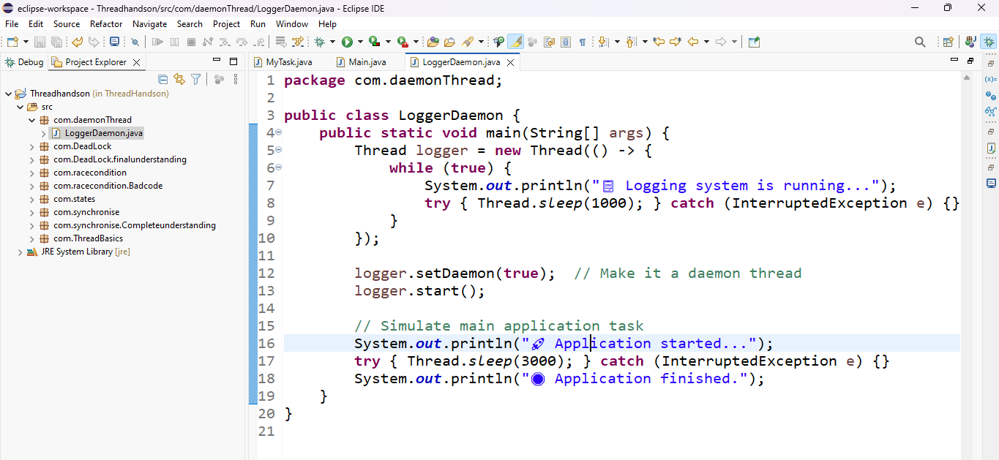 eclipse-workspace - Threadhandson/src/com/daemonThread/LoggerDaemon.java - Eclipse IDE
File Edit Source Refactor Navigate Search Project Run Window Help
Debug Project Explorer
Threadhandson (in ThreadHandson)
src
com.daemonThread
LoggerDaemon.java
com.DeadLock
com.DeadLock.finalunderstanding
com.racecondition
com.racecondition.Badcode
com.states
com.synchronise
com.synchronise.Completeunderstanding
com.ThreadBasics
JRE System Library [jre]
MyTask.java Main.java LoggerDaemon.java
1 package com.daemonThread;
2
3 public class LoggerDaemon {
4 public static void main(String[] args) {
5 Thread logger = new Thread(() -> {
6 while (true) {
7 System.out.println("🗒 Logging system is running...");
8 try { Thread.sleep(1000); } catch (InterruptedException e) {}
9 }
10 });
11
12 logger.setDaemon(true); // Make it a daemon thread
13 logger.start();
14
15 // Simulate main application task
16 System.out.println("🚀 Application started...");
17 try { Thread.sleep(3000); } catch (InterruptedException e) {}
18 System.out.println("🛑 Application finished.");
19 }
20 }
21
(x)=